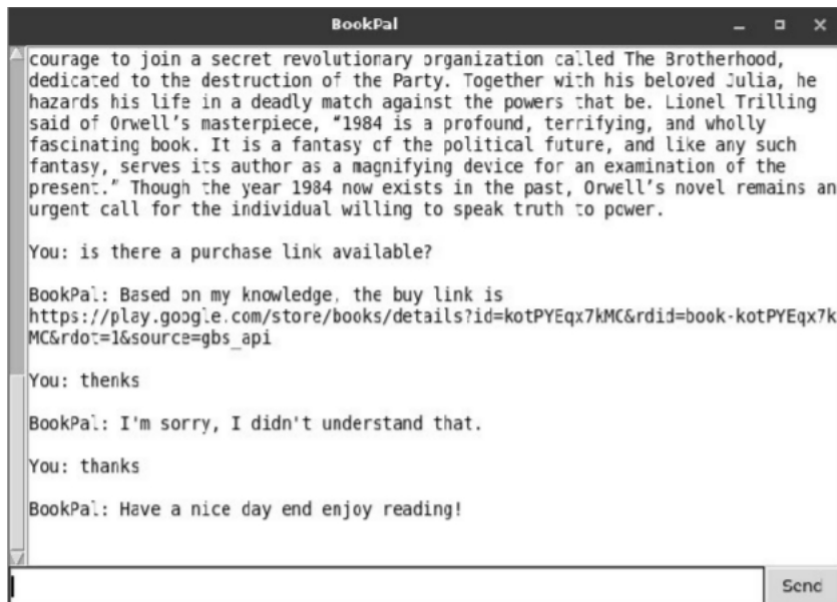 BookPal
courage to join a secret revolutionary organization called The Brotherhood,
dedicated to the destruction of the Party. Together with his beloved Julia, he
hazards his life in a deadly match against the powers that be. Lionel Trilling
said of Orwell's masterpiece, "1984 is a profound, terrifying, and wholly
fascinating book. It is a fantasy of the political future, and like any such
fantasy, serves its author as a magnifying device for an examination of the
present." Though the year 1984 now exists in the past, Orwell's novel remains an
urgent call for the individual willing to speak truth to power.
You: is there a purchase link available?
BookPal: Based on my knowledge, the buy link is
https://play.google.com/store/books/details?id=kotPYEqx7kMC&rdid=book-kotPYEqx7k
MC&rdot=1&source=gbs_api
You: thenks
BookPal: I'm sorry, I didn't understand that.
You: thanks
BookPal: Have a nice day end enjoy reading!
Send